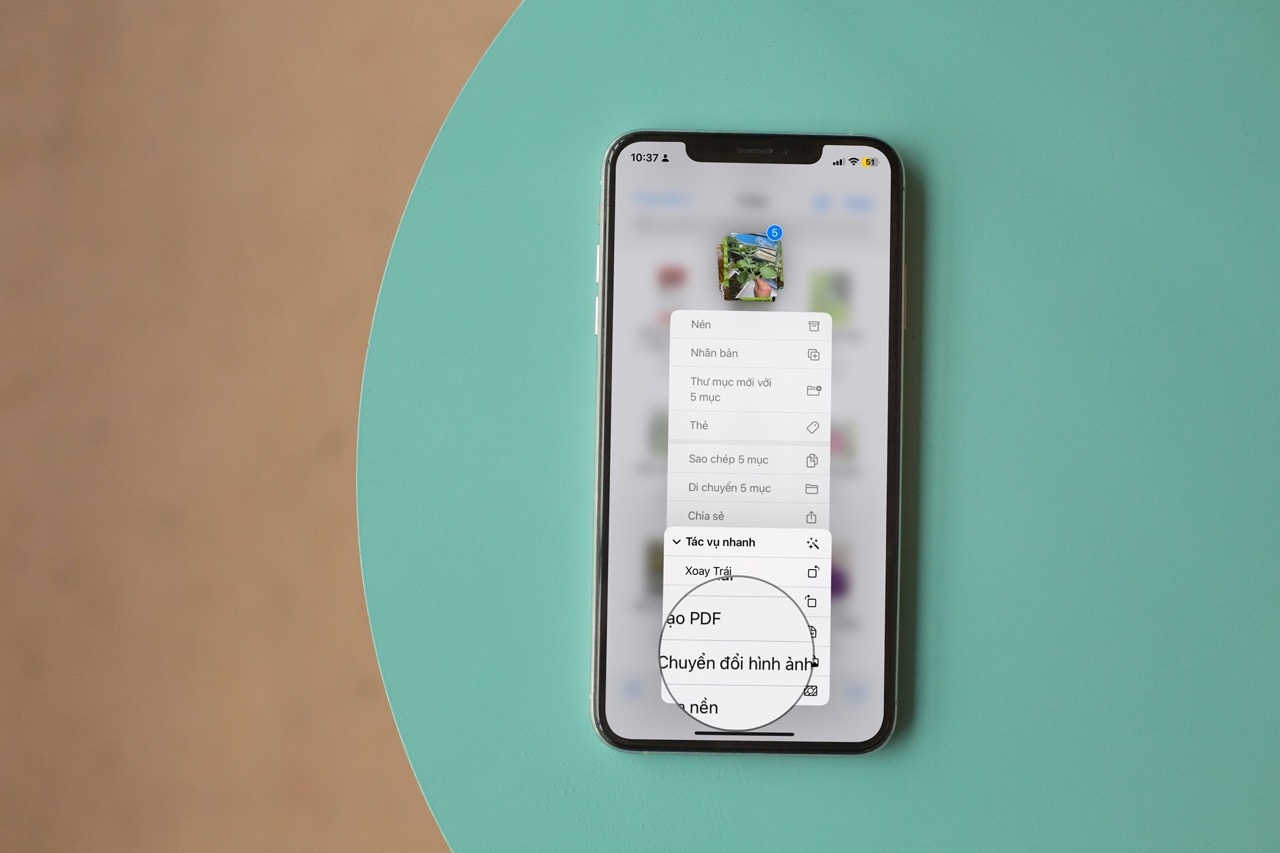 10:37
51
5
Nén
Nhân bản
Thư mục mới với
5 mục
Thẻ
Sao chép 5 mục
Di chuyển 5 mục
Chia sẻ
Tác vụ nhanh
Xoay Trái
ạo PDF
Chuyển đổi hình ảnh
nền